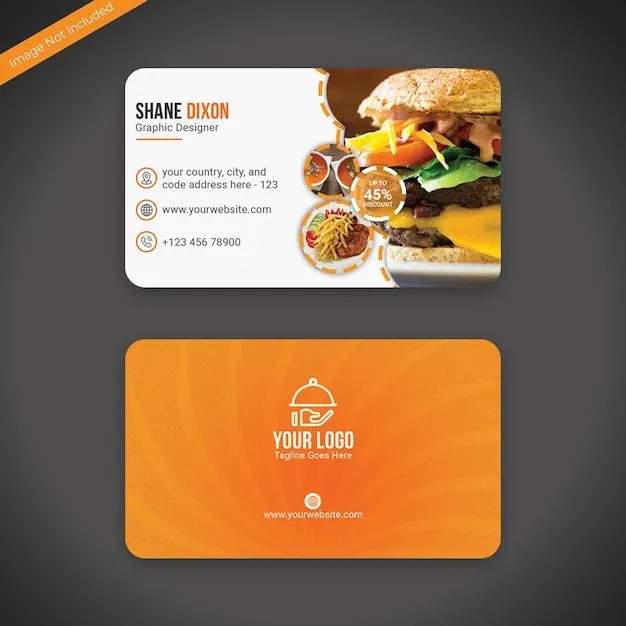 Image Not Included
SHANE DIXON
Graphic Designer
your country, city, and
code address here - 123
www.yourwebsite.com
+123 456 78900
UP TO
45%
DISCOUNT
YOUR LOGO
Tagline Goes Here
www.yourwebsite.com